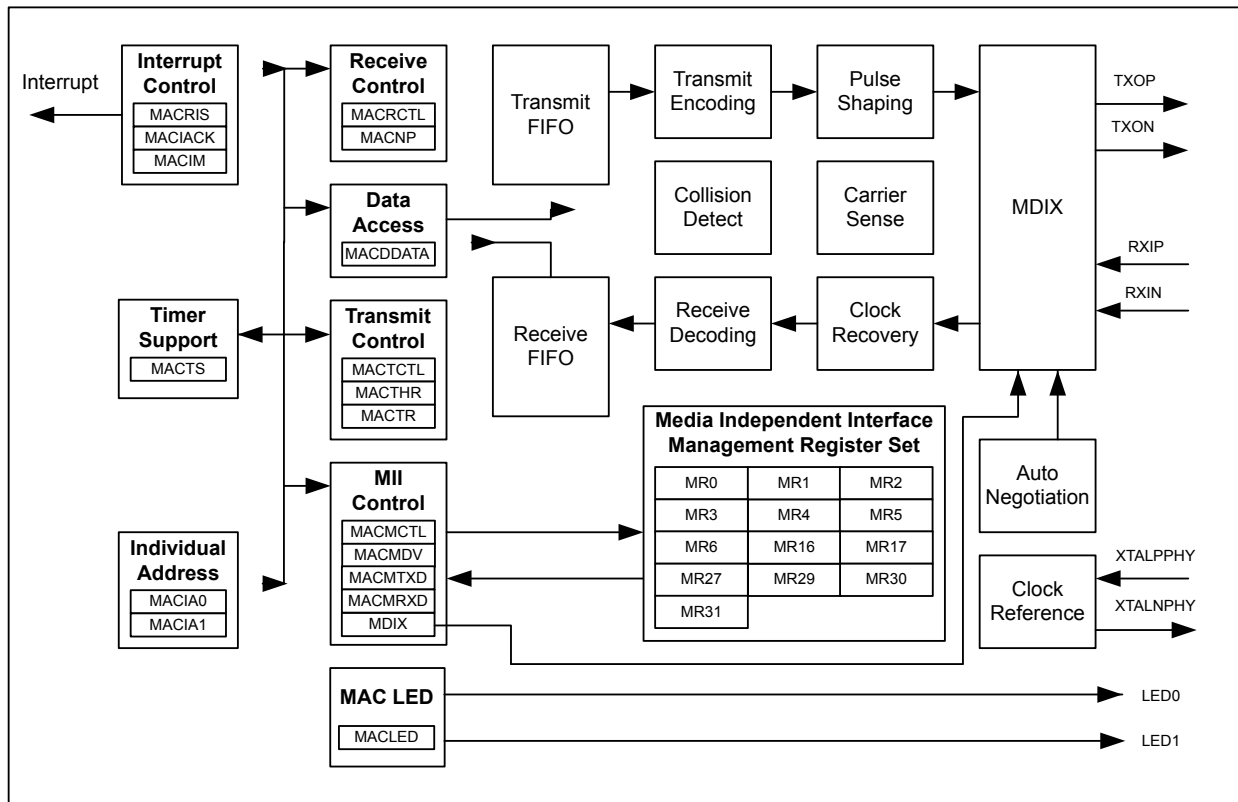 Interrupt
Interrupt
Control
MACRIS
MACIACK
MACIM
Receive
Control
MACRCTL
MACNP
Transmit
FIFO
Transmit
Encoding
Pulse
Shaping
MDIX
TXOP
TXON
Data
Access
MACDDATA
Collision
Detect
Carrier
Sense
RXIP
RXIN
Timer
Support
MACTS
Transmit
Control
MACTCTL
MACTHR
MACTR
Receive
FIFO
Receive
Decoding
Clock
Recovery
Individual
Address
MACIA0
MACIA1
MII
Control
MACMCTL
MACMDV
MACMTXD
MACMRXD
MDIX
Media Independent Interface
Management Register Set
MR0 MR1 MR2
MR3 MR4 MR5
MR6 MR16 MR17
MR27 MR29 MR30
MR31
Auto
Negotiation
Clock
Reference
XTALPPHY
XTALNPHY
MAC LED
MACLED
LED0
LED1